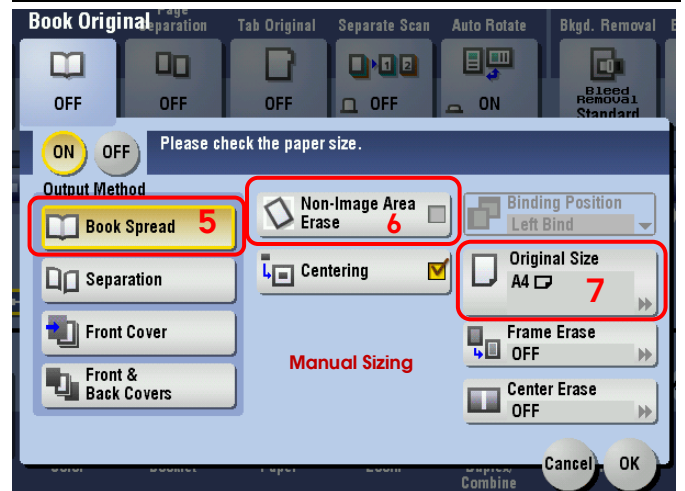 Book Original
Page
Separation
Tab Original
Separate Scan
Auto Rotate
Bkgd. Removal
OFF
OFF
OFF
OFF
ON
Bleed
Removal
Standard
ON
OFF
Please check the paper size.
Output Method
Book Spread
5
Separation
Front Cover
Front &
Back Covers
Non-Image Area
Erase
6
Centering
Manual Sizing
Binding Position
Left Bind
Original Size
A4
7
Frame Erase
OFF
Center Erase
OFF
Color
Booklet
Paper
Zoom
Duplex/
Combine
Cancel
OK